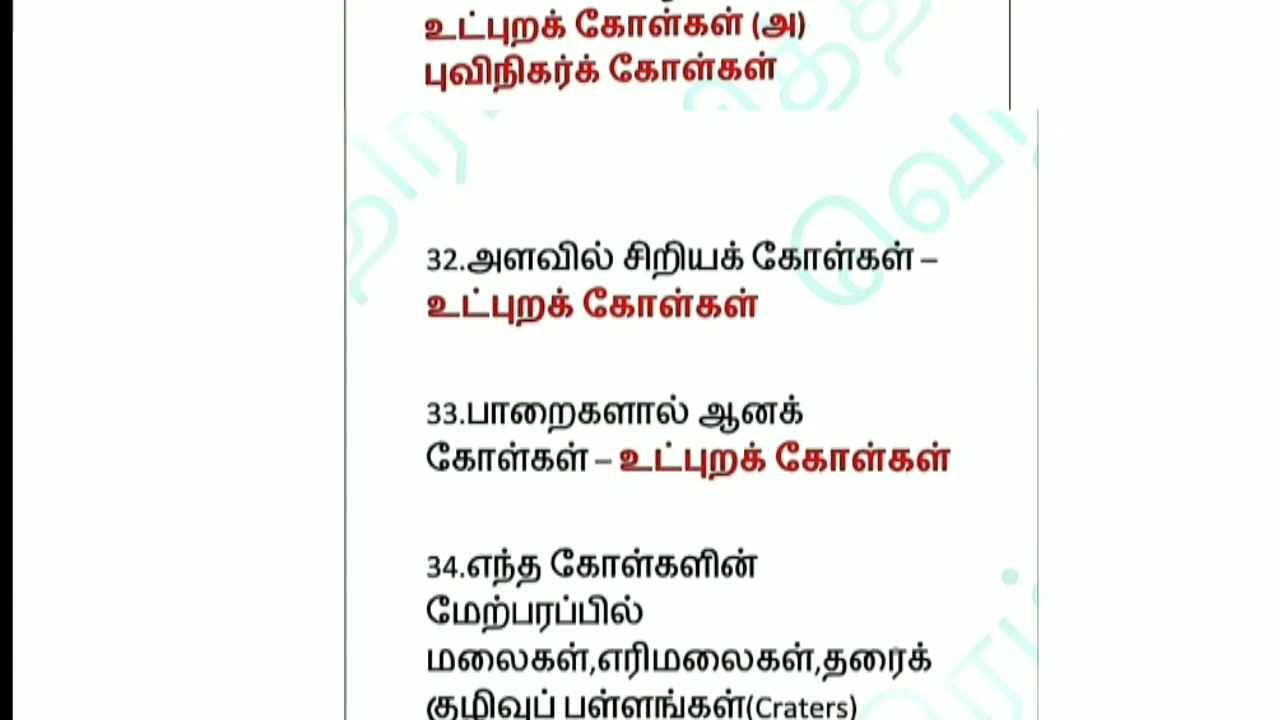 உட்புறக் கோள்கள் (அ)
புவிநிகர்க் கோள்கள்
32.அளவில் சிறியக் கோள்கள் –
உட்புறக் கோள்கள்
33.பாறைகளால் ஆனக்
கோள்கள் – உட்புறக் கோள்கள்
34.எந்த கோள்களின்
மேற்பரப்பில்
மலைகள்,எரிமலைகள்,தரைக்
குழிவுப் பள்ளங்கள்(Craters)